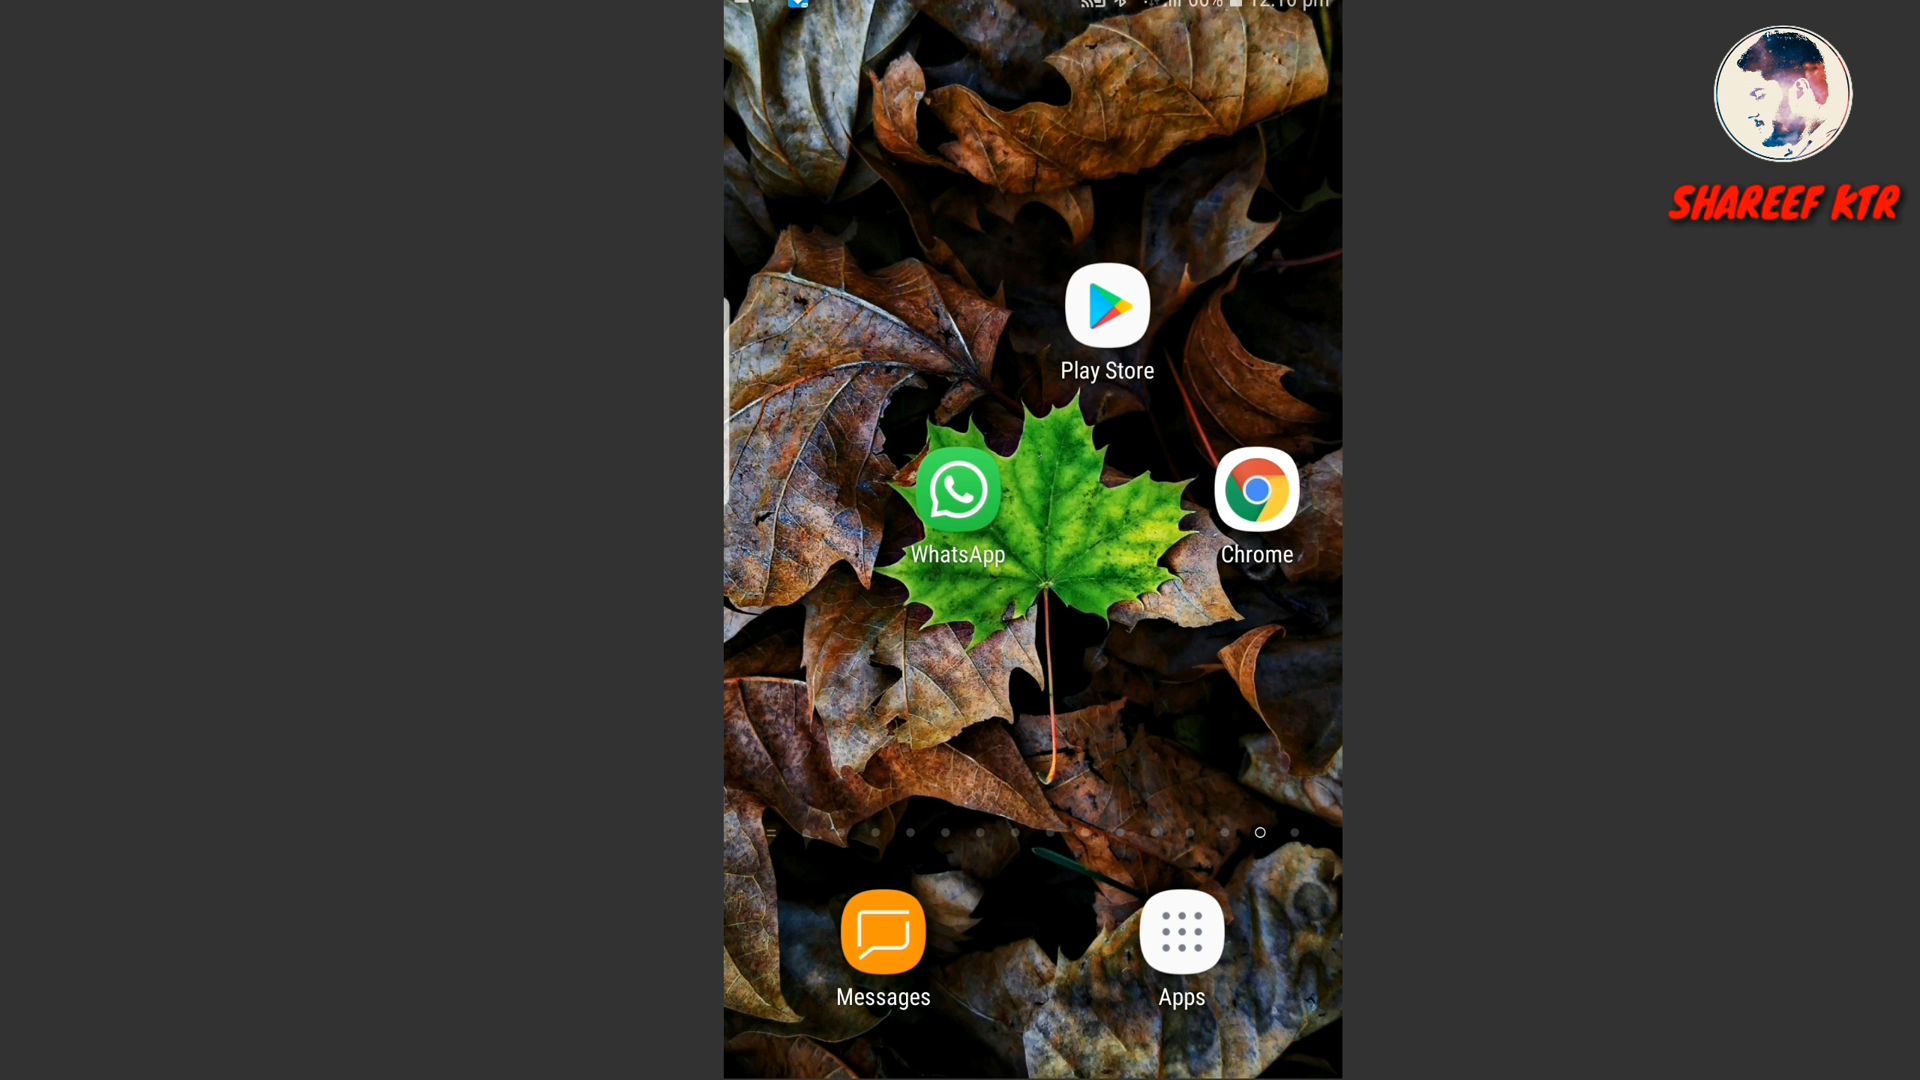 SHAREEF KTR
Play Store
WhatsApp
Chrome
Messages
Apps